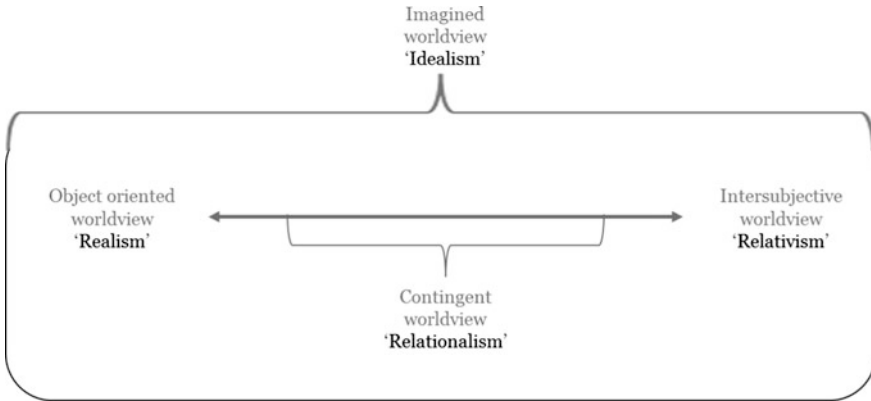 Imagined
worldview
‘Idealism’
Object oriented
worldview
‘Realism’
Intersubjective
worldview
‘Relativism’
Contingent
worldview
‘Relationalism’